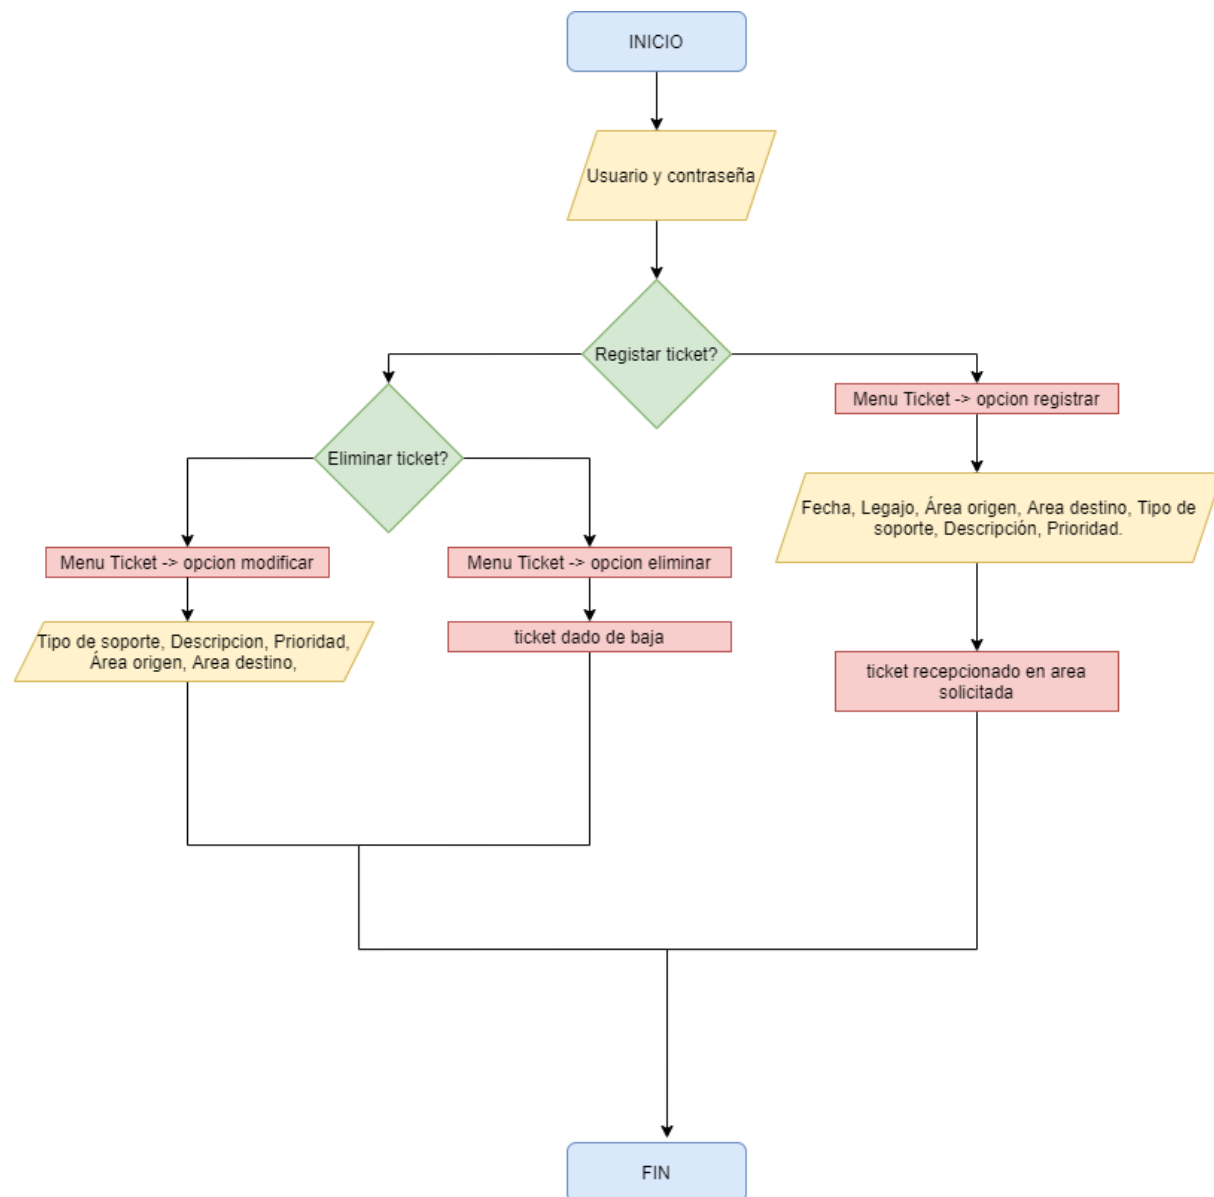 INICIO
Usuario y contraseña
Registar ticket?
Menu Ticket -> opcion registrar
Eliminar ticket?
Fecha, Legajo, Área origen, Area destino, Tipo de
soporte, Descripción, Prioridad.
Menu Ticket -> opcion modificar
Menu Ticket -> opcion eliminar
Tipo de soporte, Descripcion, Prioridad,
Área origen, Area destino,
ticket dado de baja
ticket recepcionado en area
solicitada
FIN